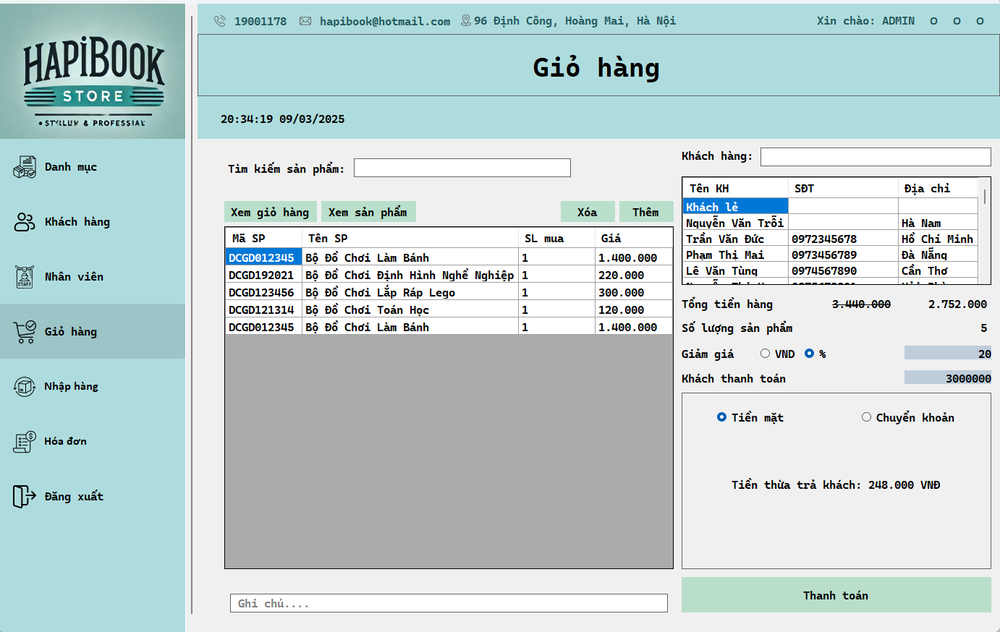 HAPiBOOK
STORE
Danh mục
Khách hàng
Nhân viên
STAFF
Giỏ hàng
Nhập hàng
Hóa đơn
Đăng xuất
19001178 hapibook@hotmail.com 96 Định Công, Hoàng Mai, Hà Nội Xin chào: ADMIN O O O
Giỏ hàng
20:34:19 09/03/2025
Tìm kiếm sản phẩm:
Xem giỏ hàng Xem sản phẩm Xóa Thêm
Mã SP Tên SP SL mua Giá
DCGD012345 Bộ Đồ Chơi Làm Bánh 1 1.400.000
DCGD192021 Bộ Đồ Chơi Định Hình Nghề Nghiệp 1 220.000
DCGD123456 Bộ Đồ Chơi Lắp Ráp Lego 1 300.000
DCGD121314 Bộ Đồ Chơi Toán Học 1 120.000
DCGD012345 Bộ Đồ Chơi Làm Bánh 1 1.400.000
Ghi chú....
Khách hàng:
Tên KH SĐT Địa chỉ
Khách lẻ
Nguyễn Văn Trỗi Hà Nam
Trần Văn Đức 0972345678 Hồ Chí Minh
Phạm Thị Mai 0973456789 Đà Nẵng
Lê Văn Tùng 0974567890 Cần Thơ
Tổng tiền hàng 3.440.000 2.752.000
Số lượng sản phẩm 5
Giảm giá VND % 20
Khách thanh toán 3000000
Tiền mặt Chuyển khoản
Tiền thừa trả khách: 248.000 VNĐ
Thanh toán